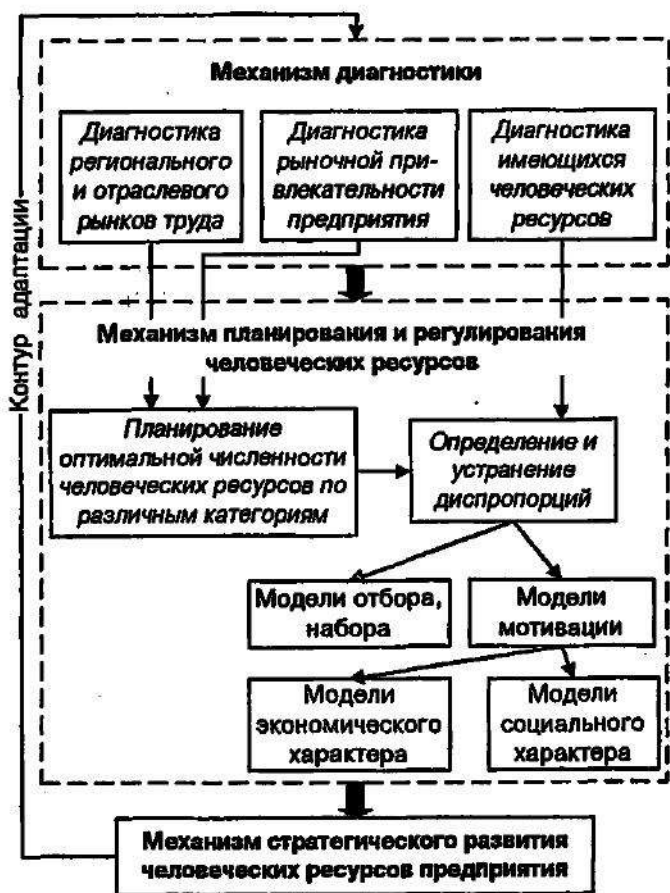 Контур адаптации
Механизм диагностики
Диагностика
регионального
и отраслевого
рынков труда
Диагностика
рыночной при-
влекательности
предприятия
Диагностика
имеющихся
человеческих
ресурсов
Механизм планирования и регулирования
человеческих ресурсов
Планирование
оптимальной численности
человеческих ресурсов по
различным категориям
Определение и
устранение
диспропорций
Модели отбора,
набора
Модели
мотивации
Модели
экономического
характера
Модели
социального
характера
Механизм стратегического развития
человеческих ресурсов предприятия